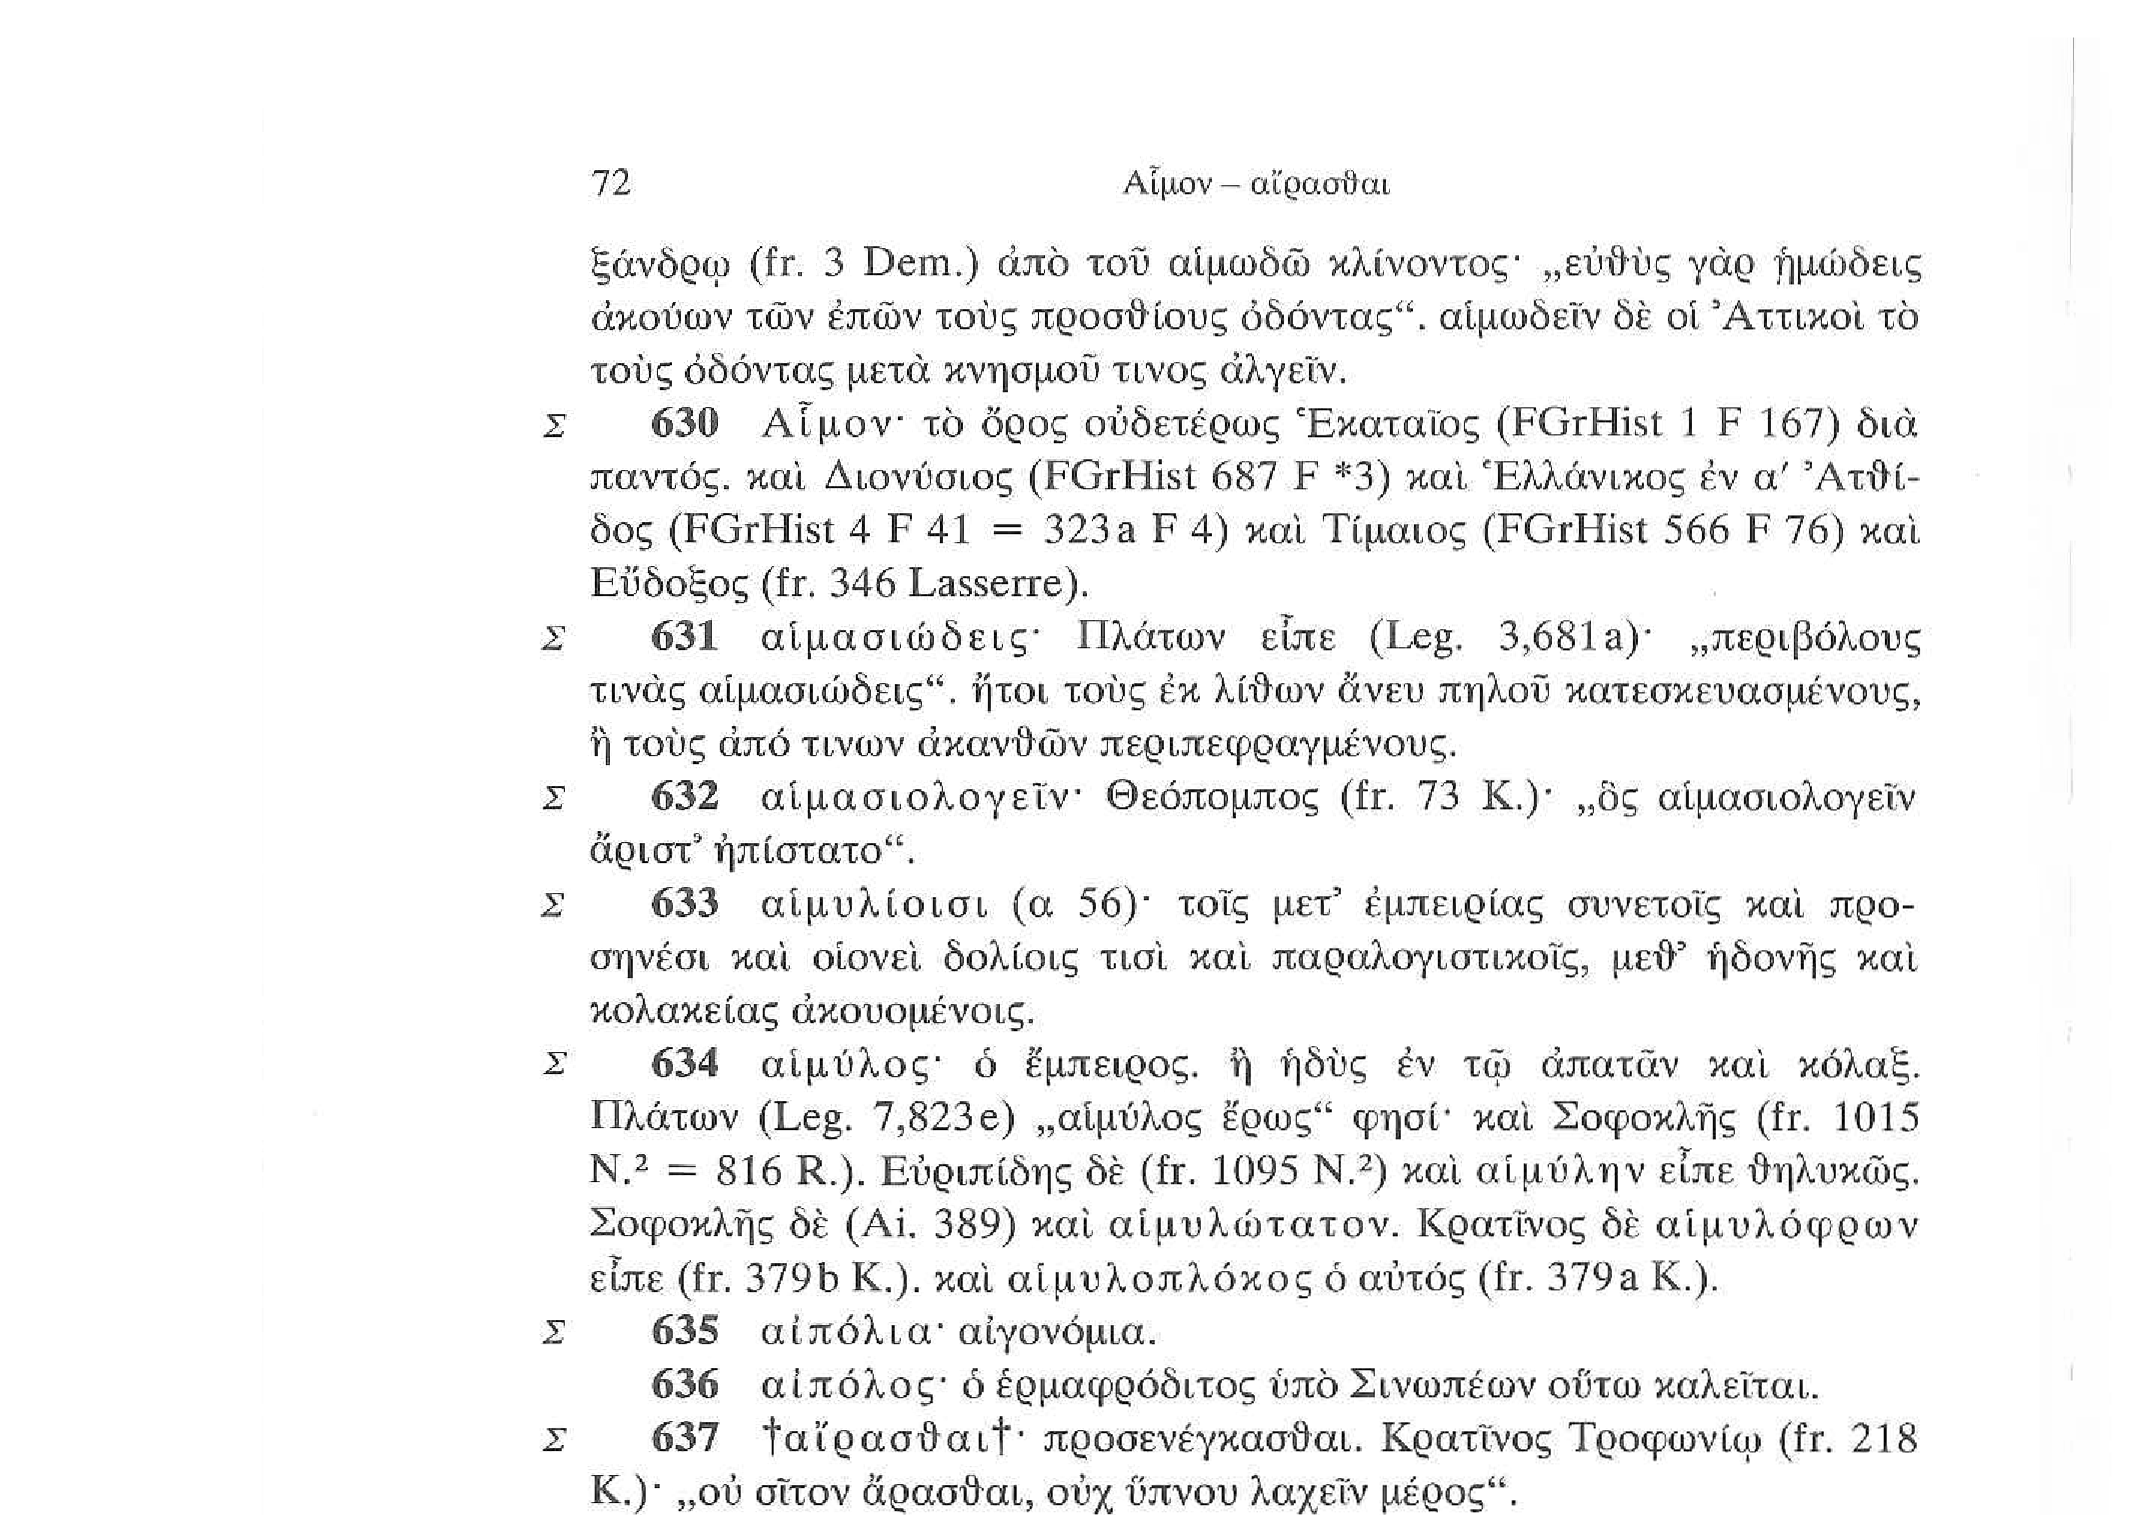 72 Αἷμον – αἴρασθαι
ξάνδρῳ (fr. 3 Dem.) ἀπὸ τοῦ αἱμωδῶ κλίνοντος· „εὐθὺς γὰρ ᾑμώδεις
ἀκούων τῶν ἐπῶν τοὺς προσθίους ὀδόντας“. αἱμωδεῖν δὲ οἱ Ἀττικοὶ τὸ
τοὺς ὀδόντας μετὰ κνησμοῦ τινος ἀλγεῖν.
Σ 630 Αἷμον· τὸ ὄρος οὐδετέρως Ἑκαταῖος (FGrHist 1 F 167) διὰ
παντός. καὶ Διονύσιος (FGrHist 687 F *3) καὶ Ἑλλάνικος ἐν α′ Ἀτθί-
δος (FGrHist 4 F 41 = 323a F 4) καὶ Τίμαιος (FGrHist 566 F 76) καὶ
Εὔδοξος (fr. 346 Lasserre).
Σ 631 αἱμασιώδεις· Πλάτων εἶπε (Leg. 3,681a)· „περιβόλους
τινὰς αἱμασιώδεις“. ἤτοι τοὺς ἐκ λίθων ἄνευ πηλοῦ κατεσκευασμένους,
ἢ τοὺς ἀπό τινων ἀκανθῶν περιπεφραγμένους.
Σ 632 αἱμασιολογεῖν· Θεόπομπος (fr. 73 K.)· „ὃς αἱμασιολογεῖν
ἄριστ’ ἠπίστατο“.
Σ 633 αἱμυλίοισι (α 56)· τοῖς μετ’ ἐμπειρίας συνετοῖς καὶ προ-
σηνέσι καὶ οἱονεὶ δολίοις τισὶ καὶ παραλογιστικοῖς, μεθ’ ἡδονῆς καὶ
κολακείας ἀκουομένοις.
Σ 634 αἱμύλος· ὁ ἔμπειρος. ἢ ἡδὺς ἐν τῷ ἀπατᾶν καὶ κόλαξ.
Πλάτων (Leg. 7,823e) „αἱμύλος ἔρως“ φησί· καὶ Σοφοκλῆς (fr. 1015
N.² = 816 R.). Εὐριπίδης δὲ (fr. 1095 N.²) καὶ αἱμύλην εἶπε θηλυκῶς.
Σοφοκλῆς δὲ (Ai. 389) καὶ αἱμυλώτατον. Κρατῖνος δὲ αἱμυλόφρων
εἶπε (fr. 379b K.). καὶ αἱμυλοπλόκος ὁ αὐτός (fr. 379a K.).
Σ 635 αἰπόλια· αἰγονόμια.
636 αἰπόλος· ὁ ἑρμαφρόδιτος ὑπὸ Σινωπέων οὕτω καλεῖται.
Σ 637 †αἴρασθαι†· προσενέγκασθαι. Κρατῖνος Τροφωνίῳ (fr. 218
K.)· „οὐ σῖτον ἄρασθαι, οὐχ ὕπνου λαχεῖν μέρος“.